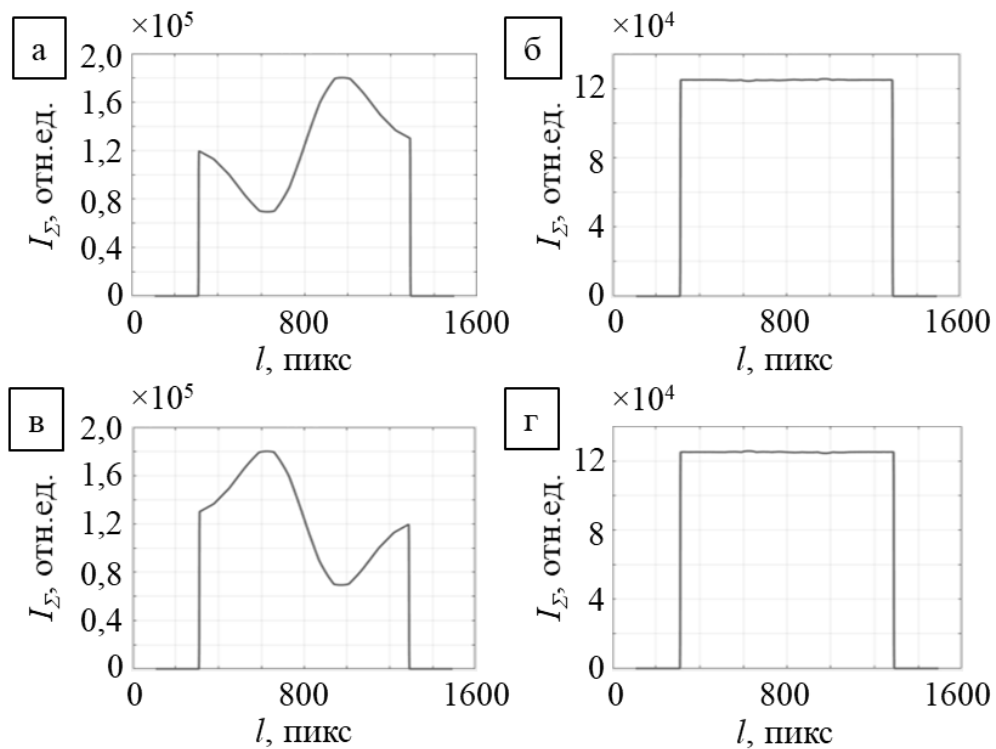 а
×10⁵
I_Σ, отн.ед.
2,0
1,6
1,2
0,8
0,4
0
0 800 1600
l, пикс
б
×10⁴
I_Σ, отн.ед.
12
8
4
0
0 800 1600
l, пикс
в
×10⁵
I_Σ, отн.ед.
2,0
1,6
1,2
0,8
0,4
0
0 800 1600
l, пикс
г
×10⁴
I_Σ, отн.ед.
12
8
4
0
0 800 1600
l, пикс